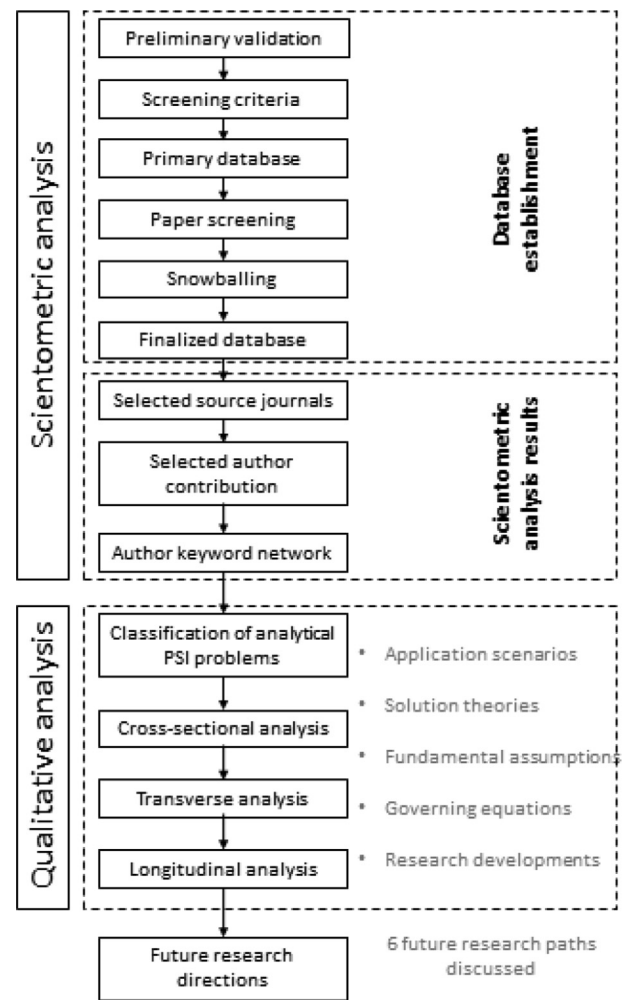 Scientometric analysis
Preliminary validation
Screening criteria
Primary database
Paper screening
Snowballing
Finalized database
Database
establishment
Selected source journals
Selected author
contribution
Author keyword network
Scientometric
analysis results
Qualitative analysis
Classification of analytical
PSI problems
Cross-sectional analysis
Transverse analysis
Longitudinal analysis
• Application scenarios
• Solution theories
• Fundamental assumptions
• Governing equations
• Research developments
Future research
directions
6 future research paths
discussed